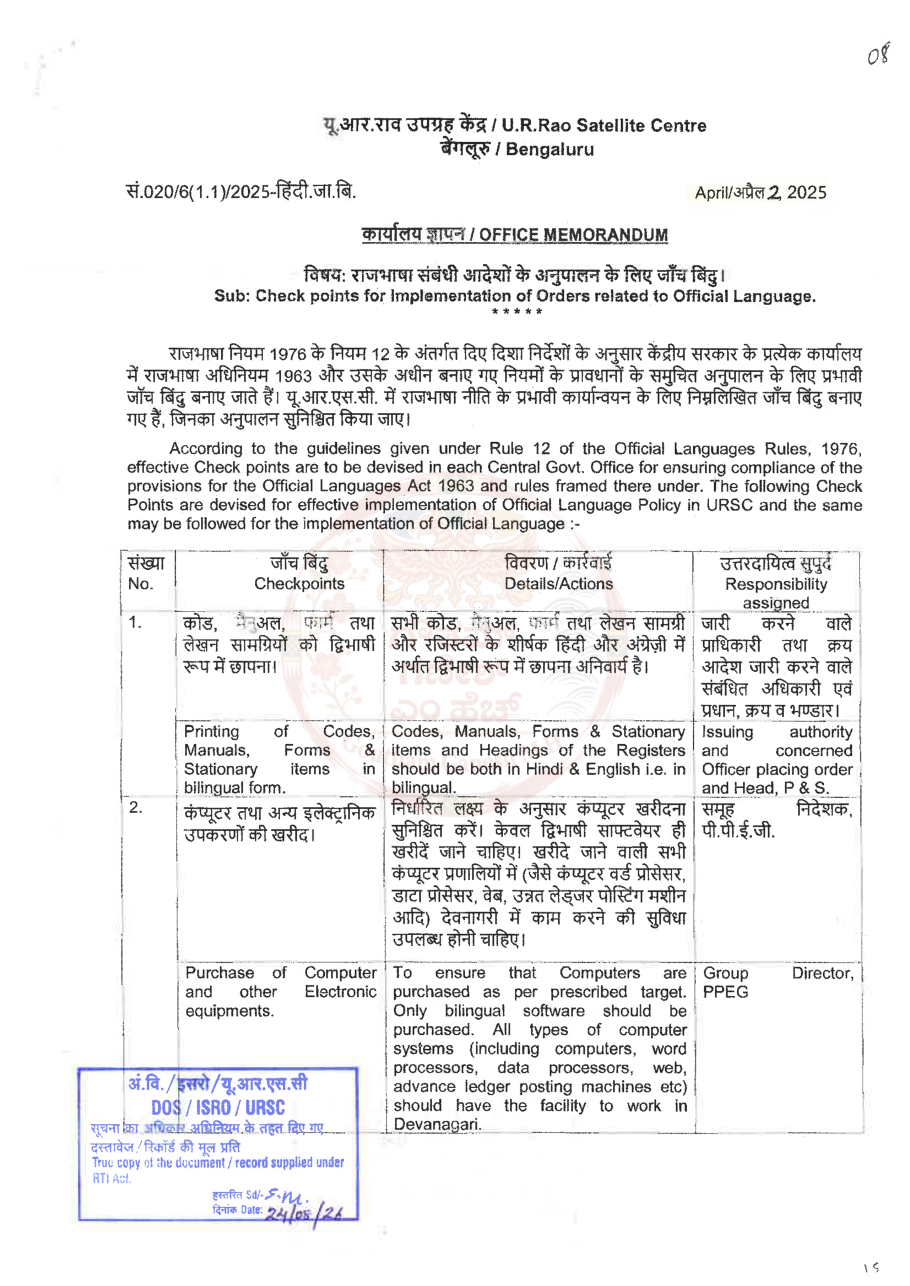 08
यू.आर.राव उपग्रह केंद्र / U.R.Rao Satellite Centre
बेंगलूरु / Bengaluru
सं.020/6(1.1)/2025-हिंदी.जा.बि.
April/अप्रैल 2, 2025
कार्यालय ज्ञापन / OFFICE MEMORANDUM
विषय: राजभाषा संबंधी आदेशों के अनुपालन के लिए जाँच बिंदु।
Sub: Check points for Implementation of Orders related to Official Language.
*****
राजभाषा नियम 1976 के नियम 12 के अंतर्गत दिए दिशा निर्देशों के अनुसार केंद्रीय सरकार के प्रत्येक कार्यालय
में राजभाषा अधिनियम 1963 और उसके अधीन बनाए गए नियमों के प्रावधानों के समुचित अनुपालन के लिए प्रभावी
जाँच बिंदु बनाए जाते हैं। यू.आर.एस.सी. में राजभाषा नीति के प्रभावी कार्यान्वयन के लिए निम्नलिखित जाँच बिंदु बनाए
गए हैं, जिनका अनुपालन सुनिश्चित किया जाए।
According to the guidelines given under Rule 12 of the Official Languages Rules, 1976,
effective Check points are to be devised in each Central Govt. Office for ensuring compliance of the
provisions for the Official Languages Act 1963 and rules framed there under. The following Check
Points are devised for effective implementation of Official Language Policy in URSC and the same
may be followed for the implementation of Official Language :-
संख्या
No.
जाँच बिंदु
Checkpoints
विवरण / कार्रवाई
Details/Actions
उत्तरदायित्व सुपुर्द
Responsibility
assigned
1.
कोड, मैनुअल, फार्म तथा
लेखन सामग्रियों को द्विभाषी
रूप में छापना।
सभी कोड, मैनुअल, फार्म तथा लेखन सामग्री
और रजिस्टरों के शीर्षक हिंदी और अंग्रेज़ी में
अर्थात द्विभाषी रूप में छापना अनिवार्य है।
जारी करने वाले
प्राधिकारी तथा क्रय
आदेश जारी करने वाले
संबंधित अधिकारी एवं
प्रधान, क्रय व भण्डार।
Printing of Codes,
Manuals, Forms &
Stationary items in
bilingual form.
Codes, Manuals, Forms & Stationary
items and Headings of the Registers
should be both in Hindi & English i.e. in
bilingual.
Issuing authority
and concerned
Officer placing order
and Head, P & S.
2.
कंप्यूटर तथा अन्य इलेक्ट्रानिक
उपकरणों की खरीद।
निर्धारित लक्ष्य के अनुसार कंप्यूटर खरीदना
सुनिश्चित करें। केवल द्विभाषी साफ्टवेयर ही
खरीदें जाने चाहिए। खरीदे जाने वाली सभी
कंप्यूटर प्रणालियों में (जैसे कंप्यूटर वर्ड प्रोसेसर,
डाटा प्रोसेसर, वेब, उन्नत लेड्जर पोस्टिंग मशीन
आदि) देवनागरी में काम करने की सुविधा
उपलब्ध होनी चाहिए।
समूह निदेशक,
पी.पी.ई.जी.
Purchase of Computer
and other Electronic
equipments.
To ensure that Computers are
purchased as per prescribed target.
Only bilingual software should be
purchased. All types of computer
systems (including computers, word
processors, data processors, web,
advance ledger posting machines etc)
should have the facility to work in
Devanagari.
Group Director,
PPEG
अं.वि./इसरो/यू.आर.एस.सी
DOS / ISRO / URSC
सूचना का अधिकार अधिनियम के तहत दिए गए
दस्तावेज / रिकॉर्ड की मूल प्रति
True copy of the document / record supplied under
RTI Act.
हस्तरित Sd/-
दिनांक Date: 24/08/26
15